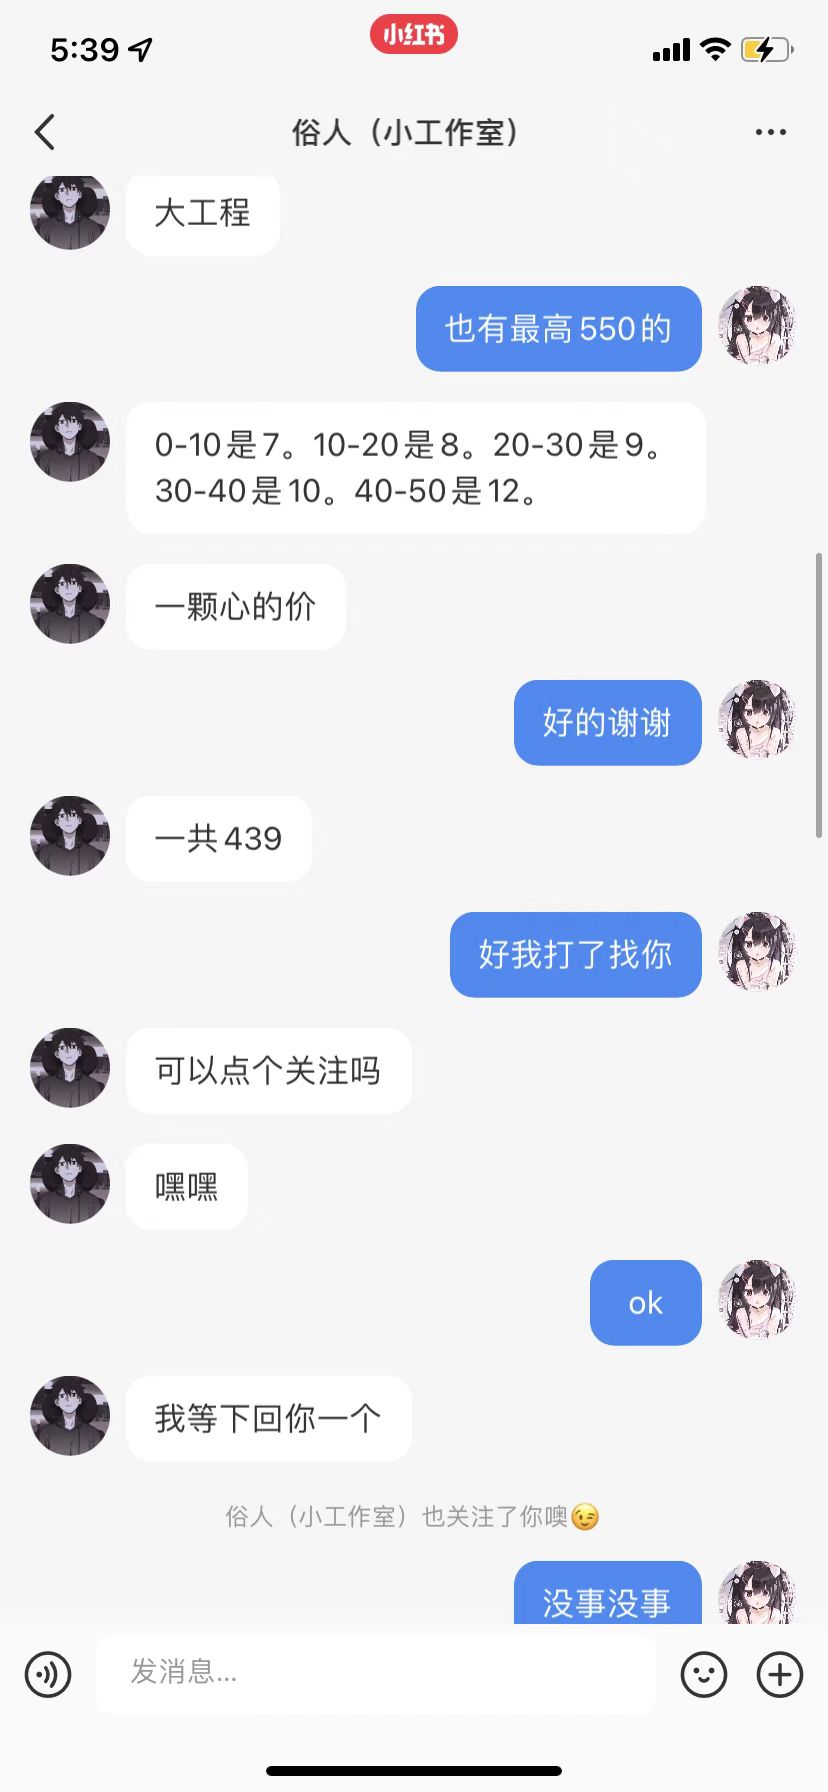 5:39
小红书
俗人（小工作室）
大工程
也有最高550的
0-10是7。10-20是8。20-30是9。
30-40是10。40-50是12。
一颗心的价
好的谢谢
一共439
好我打了找你
可以点个关注吗
嘿嘿
ok
我等下回你一个
俗人（小工作室）也关注了你噢😉
没事没事
发消息...